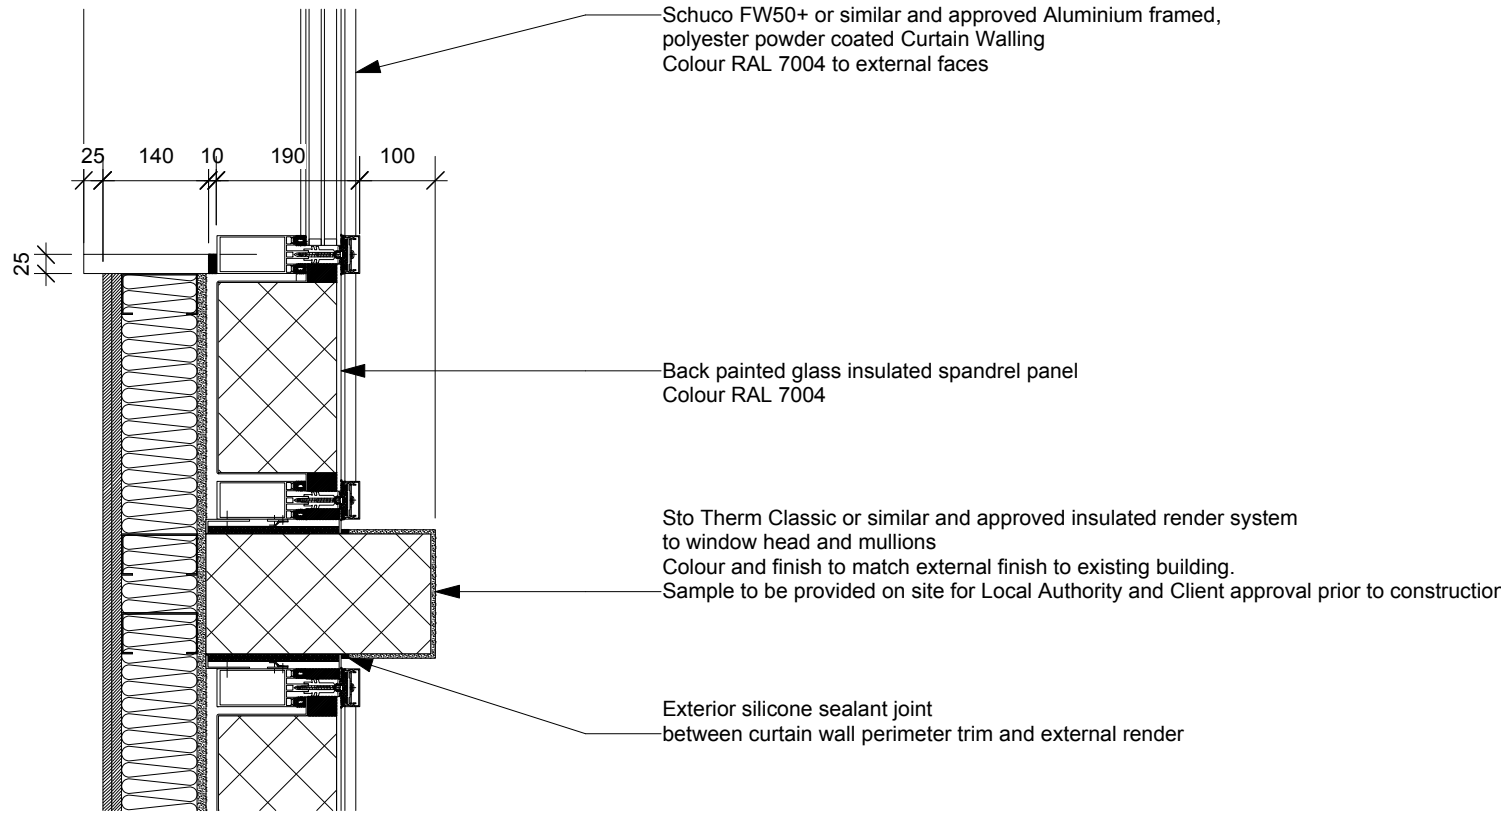 Schuco FW50+ or similar and approved Aluminium framed,
polyester powder coated Curtain Walling
Colour RAL 7004 to external faces
25 140 10 190 100
25
Back painted glass insulated spandrel panel
Colour RAL 7004
Sto Therm Classic or similar and approved insulated render system
to window head and mullions
Colour and finish to match external finish to existing building.
Sample to be provided on site for Local Authority and Client approval prior to construction
Exterior silicone sealant joint
between curtain wall perimeter trim and external render